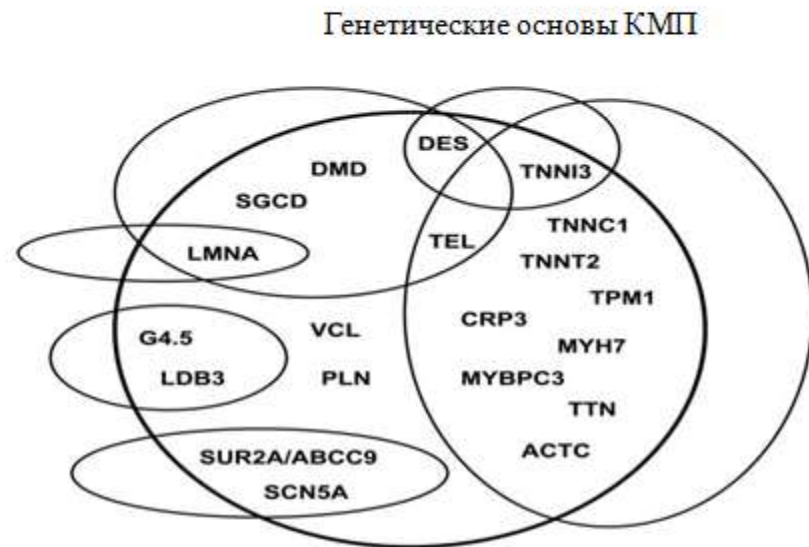 Генетические основы КМП
DES
DMD
TNNI3
SGCD
TNNC1
LMNA
TEL
TNNT2
TPM1
CRP3
G4.5
VCL
MYH7
LDB3
PLN
MYBPC3
TTN
SUR2A/ABCC9
ACTC
SCN5A